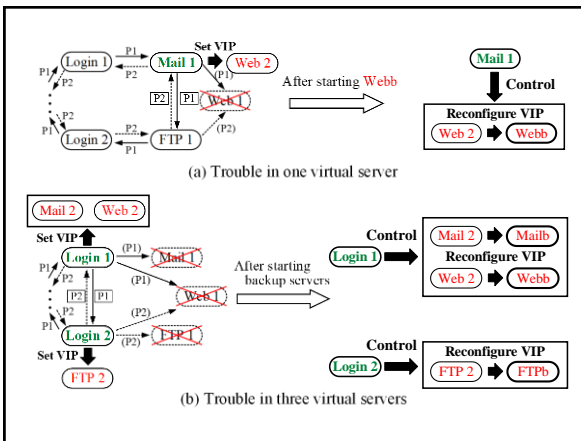 Set VIP
Login 1
P1
P2
Mail 1
Web 2
(P1)
Web 1
P1
P2
P2
P1
P2
P1
Login 2
P2
P1
FTP 1
(P2)
After starting Webb
Mail 1
Control
Reconfigure VIP
Web 2
Webb
(a) Trouble in one virtual server
Mail 2
Web 2
Set VIP
Login 1
(P1)
Mail 1
P1
P2
(P1)
P2
P1
Web 1
P2
P1
(P2)
Login 2
(P2)
FTP 1
Set VIP
FTP 2
After starting
backup servers
Login 1
Control
Mail 2
Mailb
Reconfigure VIP
Web 2
Webb
Login 2
Control
Reconfigure VIP
FTP 2
FTPb
(b) Trouble in three virtual servers